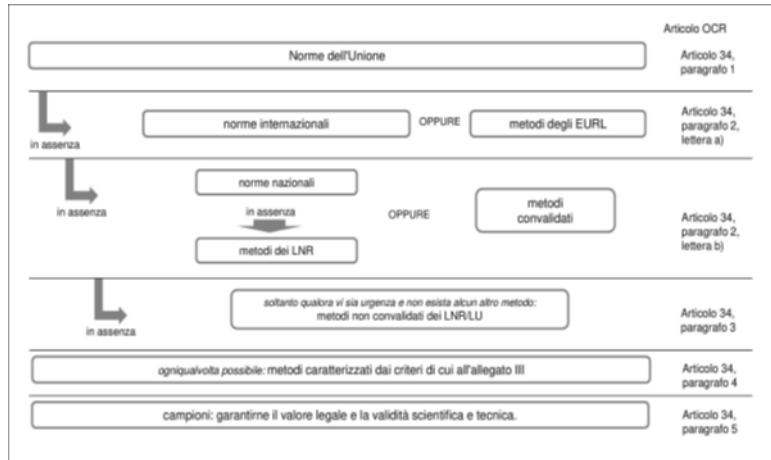 Articolo OCR
Norme dell'Unione
Articolo 34,
paragrafo 1
in assenza
norme internazionali
OPPURE
metodi degli EURL
Articolo 34,
paragrafo 2,
lettera a)
in assenza
norme nazionali
in assenza
metodi dei LNR
OPPURE
metodi
convalidati
Articolo 34,
paragrafo 2,
lettera b)
in assenza
soltanto qualora vi sia urgenza e non esista alcun altro metodo:
metodi non convalidati dei LNR/LU
Articolo 34,
paragrafo 3
ogniqualvolta possibile: metodi caratterizzati dai criteri di cui all'allegato III
Articolo 34,
paragrafo 4
campioni: garantirne il valore legale e la validità scientifica e tecnica.
Articolo 34,
paragrafo 5